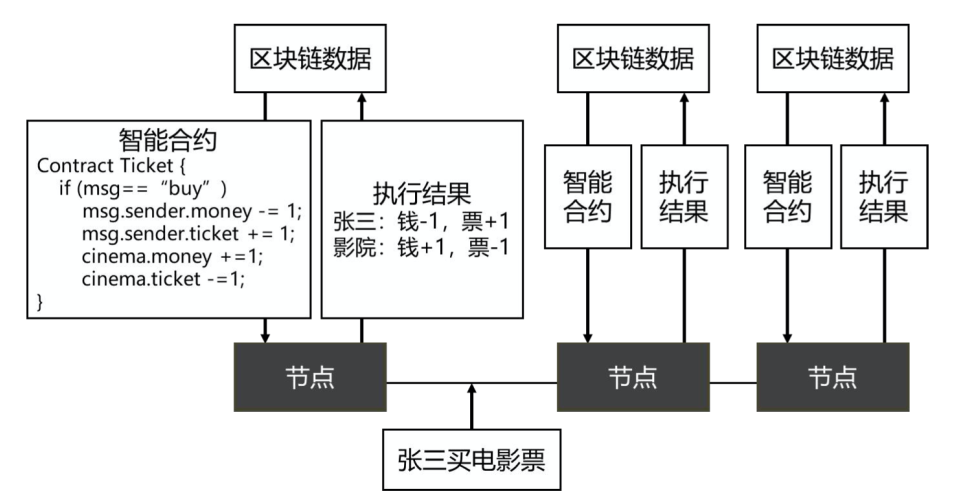 区块链数据
区块链数据
区块链数据
智能合约
Contract Ticket {
if (msg==“buy”)
msg.sender.money -= 1;
msg.sender.ticket += 1;
cinema.money +=1;
cinema.ticket -=1;
}
执行结果
张三：钱-1，票+1
影院：钱+1，票-1
智能
合约
执行
结果
智能
合约
执行
结果
节点
节点
节点
张三买电影票